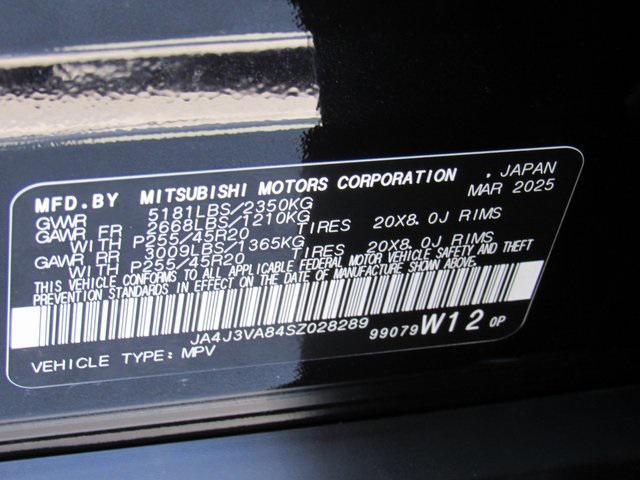 MFD.BY MITSUBISHI MOTORS CORPORATION . JAPAN
GVWR 5181LBS/2350KG MAR 2025
GAWR FR 2668LBS/1210KG TIRES 20X8.0J RIMS
WITH P255/45R20
GAWR RR 3009LBS/1365KG TIRES 20X8.0J RIMS
WITH P255/45R20
THIS VEHICLE CONFORMS TO ALL APPLICABLE FEDERAL MOTOR VEHICLE SAFETY AND THEFT
PREVENTION STANDARDS IN EFFECT ON THE DATE OF MANUFACTURE SHOWN ABOVE.
JA4J3VA84SZ028289 99079 W12 0P
VEHICLE TYPE:MPV